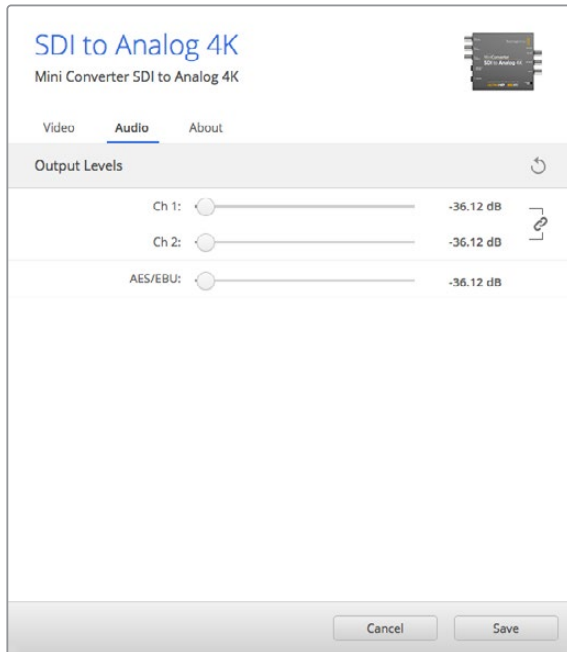 SDI to Analog 4K
Mini Converter SDI to Analog 4K
Video Audio About
Output Levels
Ch 1: -36.12 dB
Ch 2: -36.12 dB
AES/EBU: -36.12 dB
Cancel Save